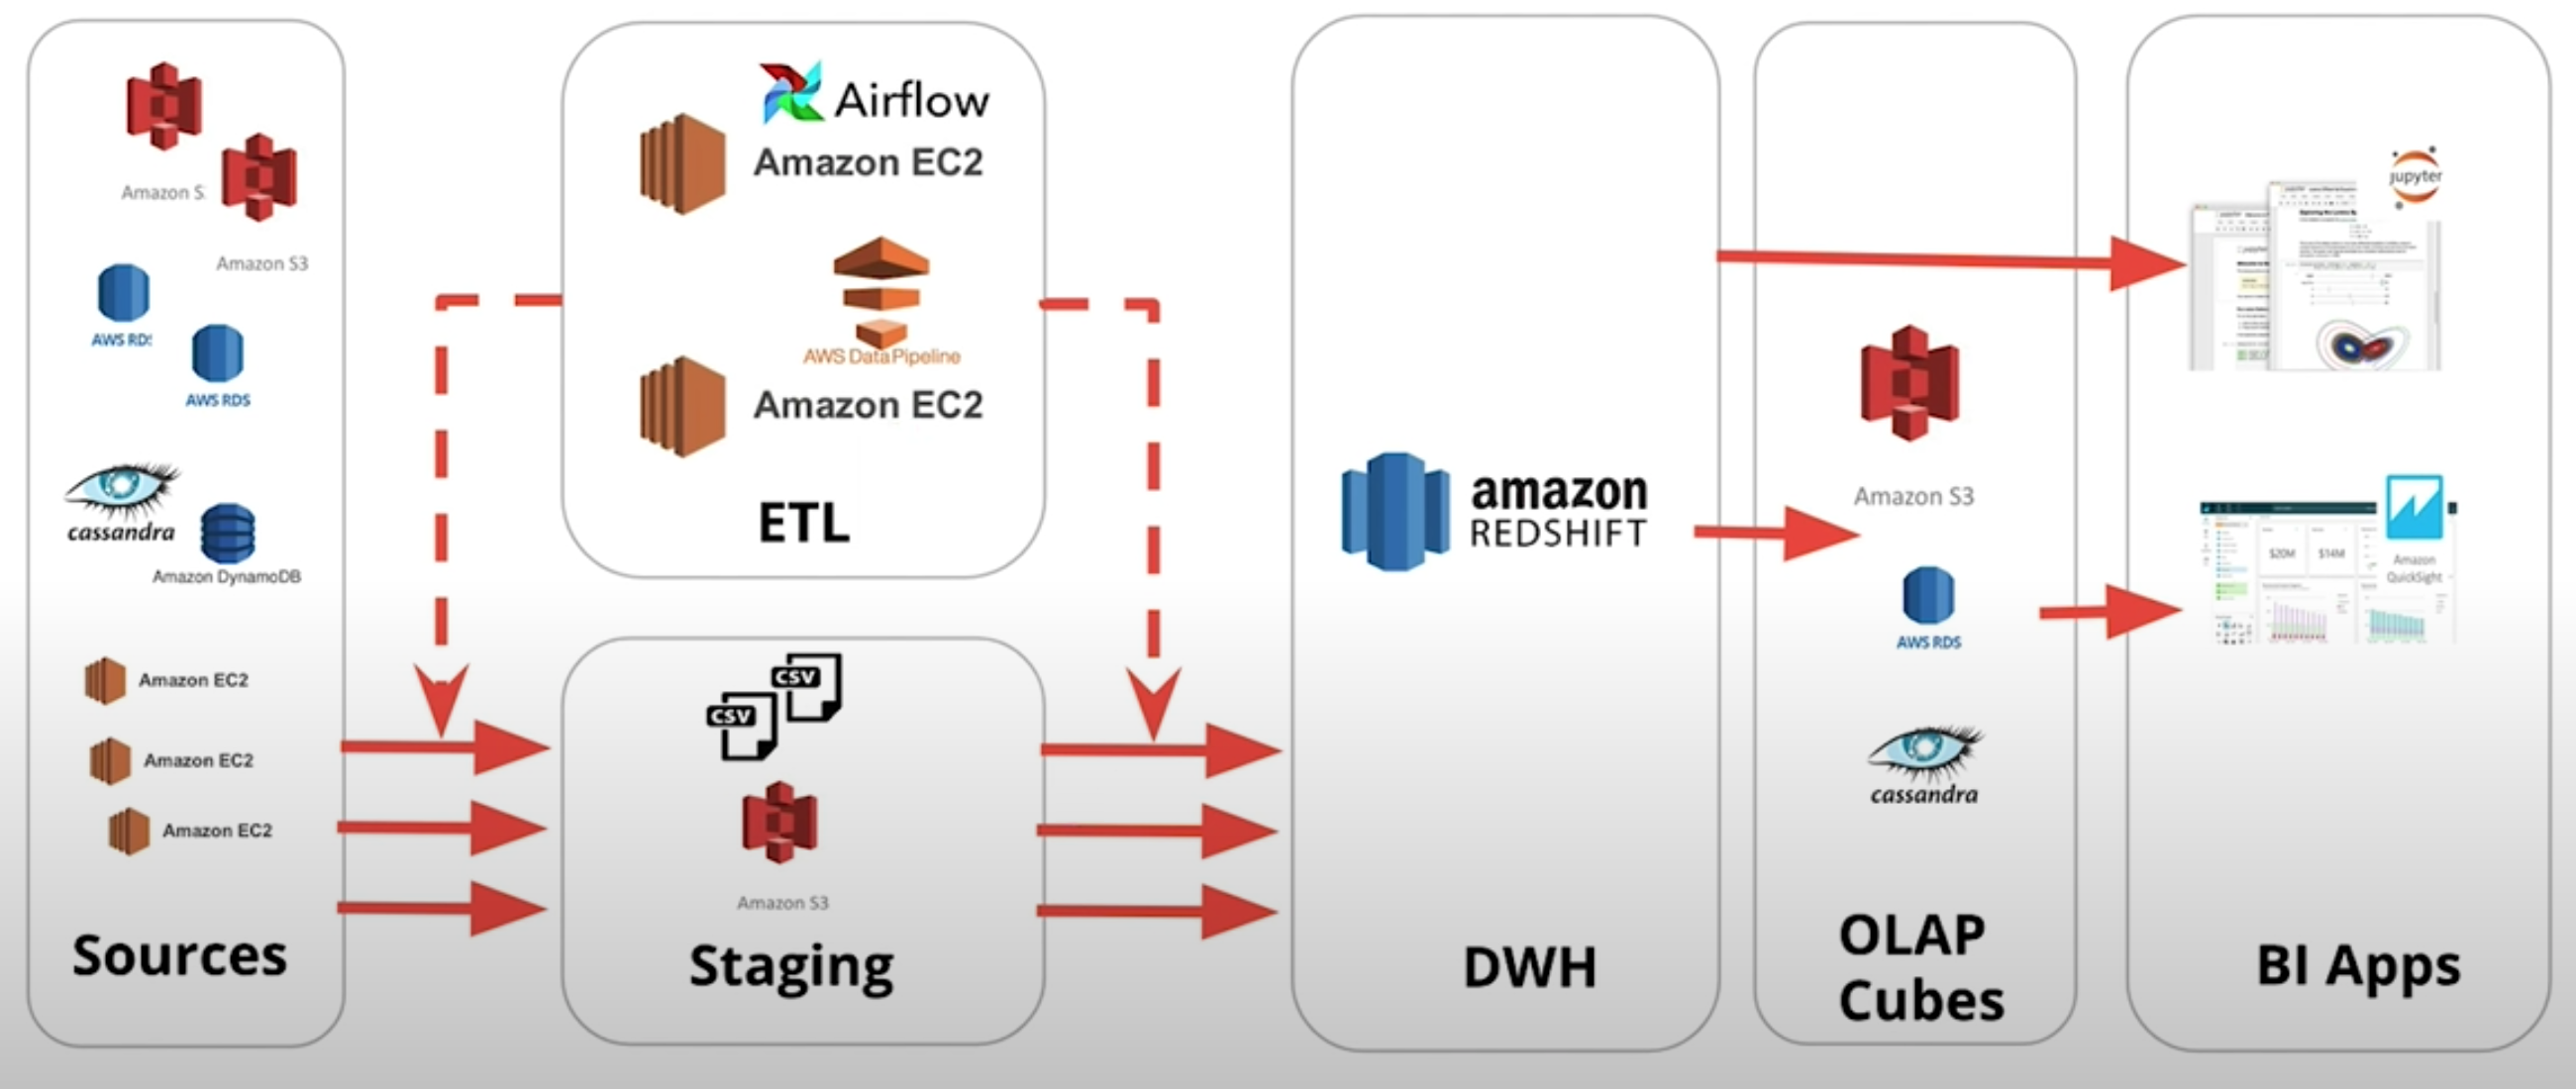 Amazon S
Amazon S3
AWS RD
AWS RDS
cassandra
Amazon DynamoDB
Amazon EC2
Amazon EC2
Amazon EC2
Sources
Airflow
Amazon EC2
AWS Data Pipeline
Amazon EC2
ETL
CSV
CSV
Amazon S3
Staging
amazon
REDSHIFT
DWH
Amazon S3
AWS RDS
cassandra
OLAP
Cubes
jupyter
$20M
$14M
Amazon
QuickSight
BI Apps